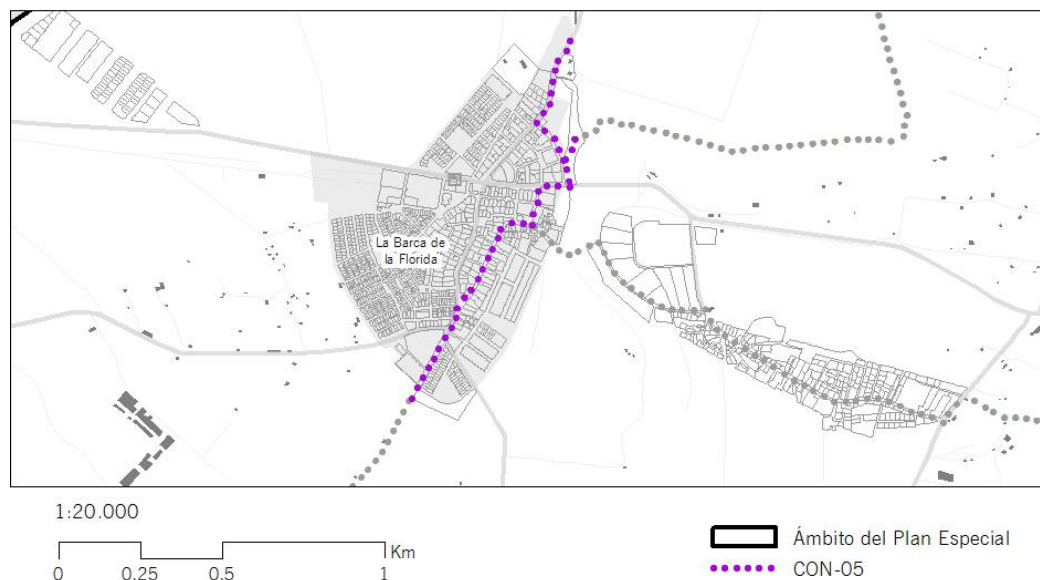 La Barca de
la Florida
1:20.000
Km
0 0.25 0.5 1
Ámbito del Plan Especial
CON-05